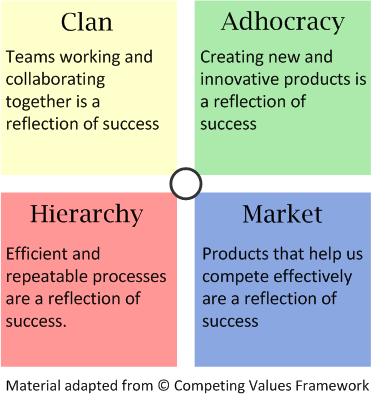 Clan
Teams working and
collaborating
together is a
reflection of success
Adhocracy
Creating new and
innovative products is
a reflection of
success
Hierarchy
Efficient and
repeatable processes
are a reflection of
success.
Market
Products that help us
compete effectively
are a reflection of
success
Material adapted from © Competing Values Framework